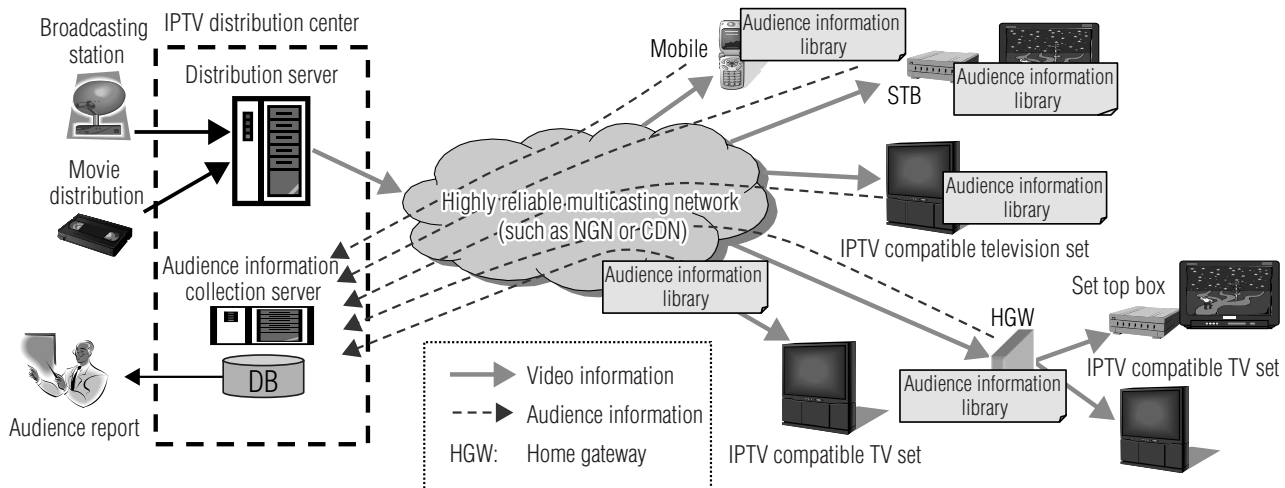 Broadcasting
station
IPTV distribution center
Distribution server
Movie
distribution
Audience information
collection server
DB
Audience report
Highly reliable multicasting network
(such as NGN or CDN)
Mobile
Audience information
library
STB
Audience information
library
Audience information
library
IPTV compatible television set
Audience information
library
IPTV compatible TV set
HGW
Audience information
library
Set top box
IPTV compatible TV set
Video information
Audience information
HGW: Home gateway